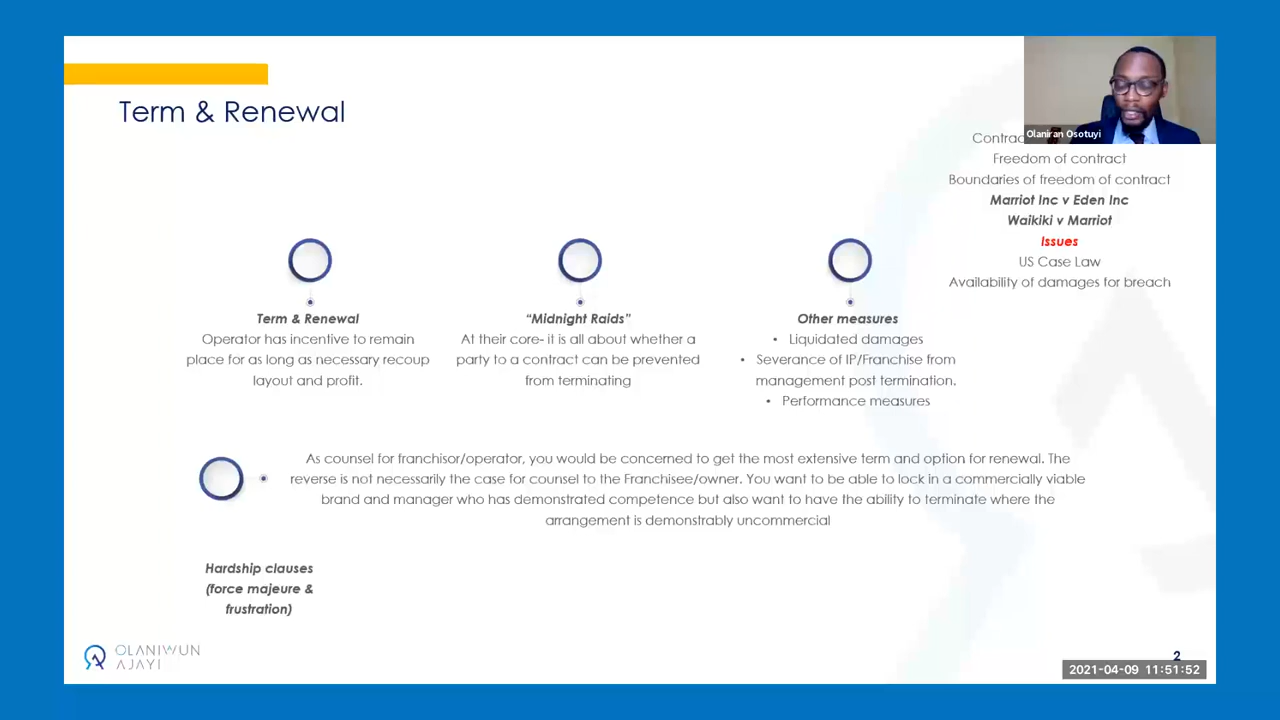 Term & Renewal
Olaniran Osotuyi
Freedom of contract
Boundaries of freedom of contract
Marriot Inc v Eden Inc
Waikiki v Marriot
Issues
US Case Law
Availability of damages for breach
Term & Renewal
Operator has incentive to remain
place for as long as necessary recoup
layout and profit.
“Midnight Raids”
At their core- it is all about whether a
party to a contract can be prevented
from terminating
Other measures
• Liquidated damages
• Severance of IP/Franchise from
management post termination.
• Performance measures
As counsel for franchisor/operator, you would be concerned to get the most extensive term and option for renewal. The
reverse is not necessarily the case for counsel to the Franchisee/owner. You want to be able to lock in a commercially viable
brand and manager who has demonstrated competence but also want to have the ability to terminate where the
arrangement is demonstrably uncommercial
Hardship clauses
(force majeure &
frustration)
OLANIWUN
AJAYI
2
2021-04-09 11:51:52